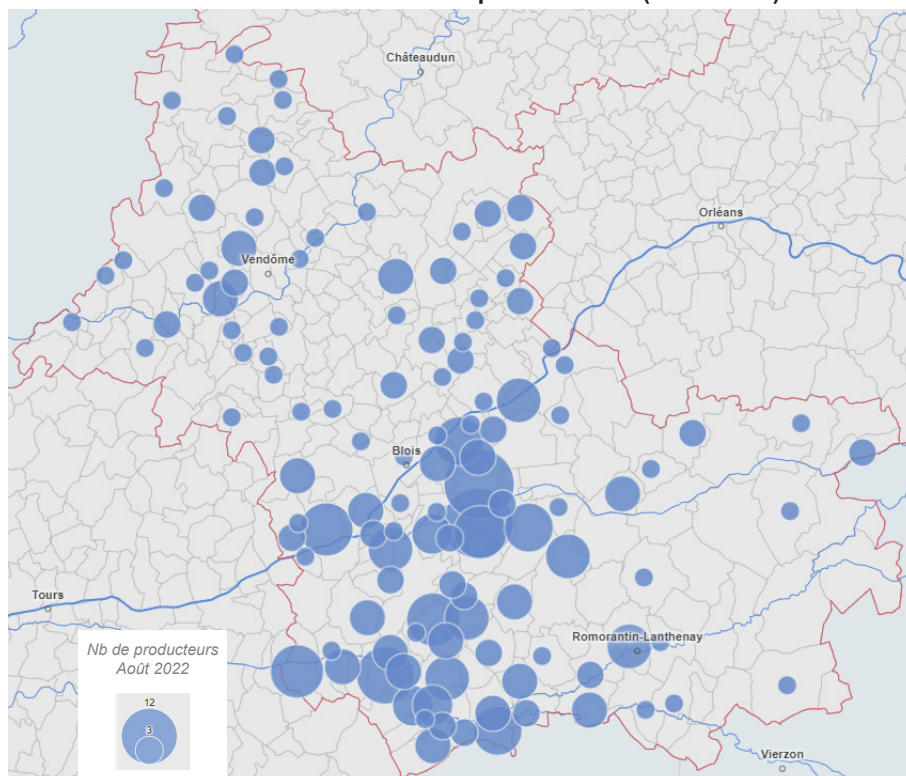 Châteaudun
Orléans
Vendôme
Blois
Tours
Romorantin-Lanthenay
Nb de producteurs
Août 2022
12
3
Vierzon